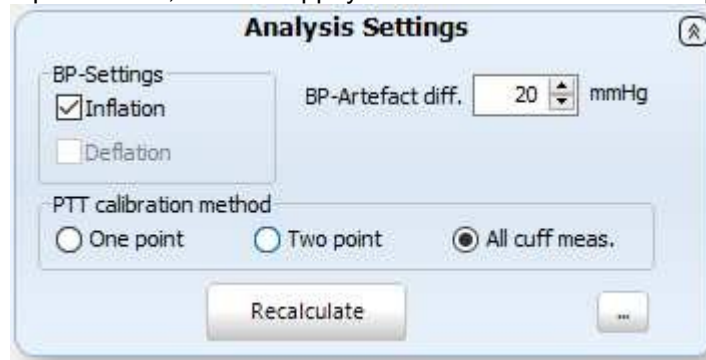 Analysis Settings
BP-Settings
Inflation
BP-Artefact diff. 20 mmHg
Deflation
PTT calibration method
One point Two point All cuff meas.
Recalculate ...